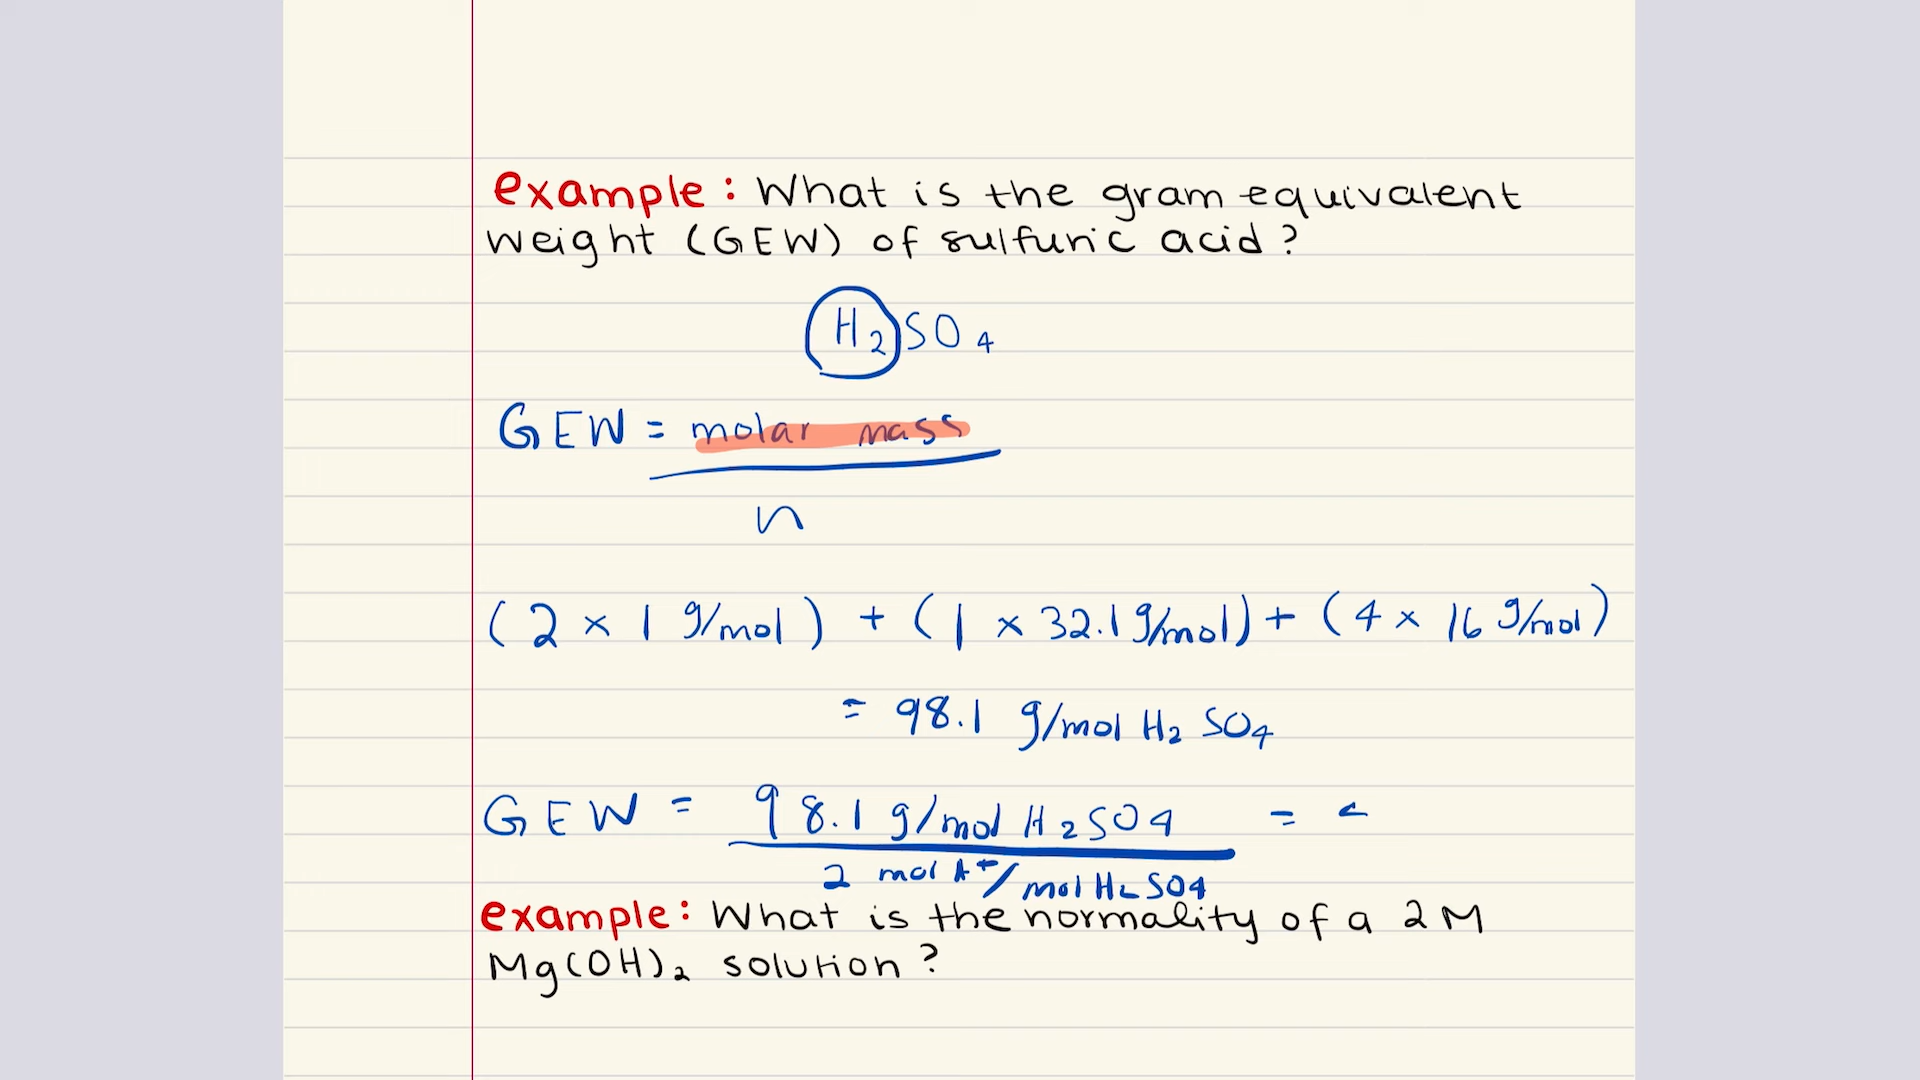 example: What is the gram equivalent
weight (GEW) of sulfuric acid?
H₂SO₄
GEW = molar mass
n
(2 × 1 g/mol) + (1 × 32.1 g/mol) + (4 × 16 g/mol)
= 98.1 g/mol H₂SO₄
GEW = 98.1 g/mol H₂SO₄ =
2 mol H⁺/mol H₂SO₄
example: What is the normality of a 2M
Mg(OH)₂ solution?